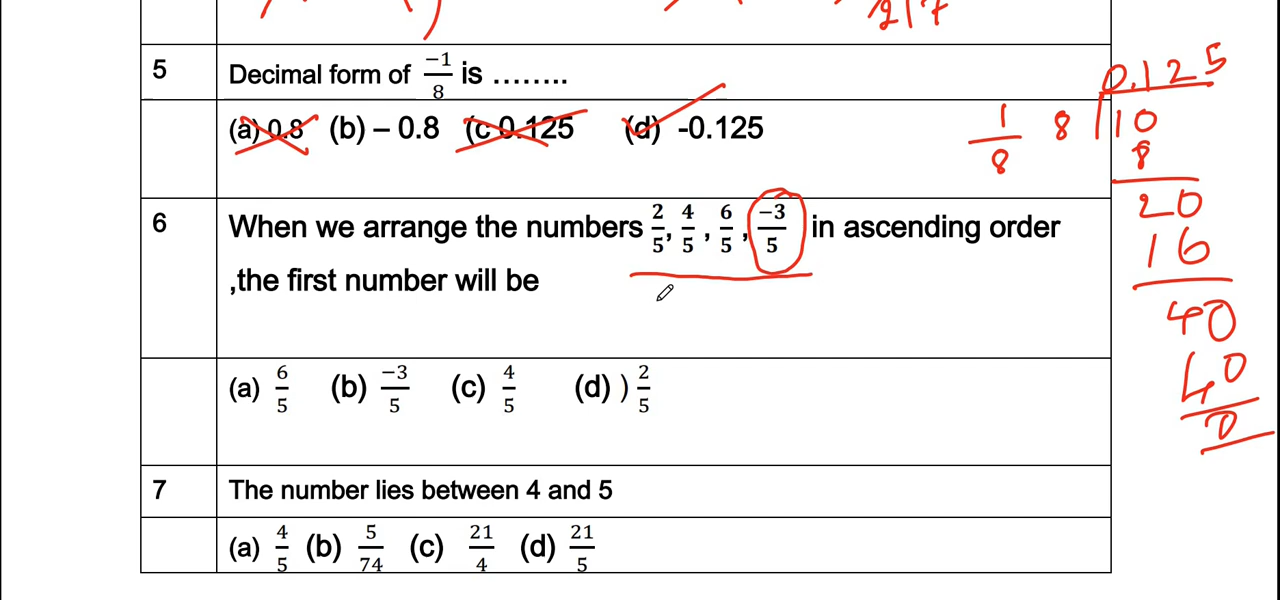 217
5 Decimal form of −1/8 is ........
(a) 0.8 (b) – 0.8 (c 0.125 (d) -0.125
1/8
0.125
8 10
8
20
16
40
40
0
6 When we arrange the numbers 2/5, 4/5, 6/5, −3/5 in ascending order
,the first number will be
(a) 6/5 (b) −3/5 (c) 4/5 (d) ) 2/5
7 The number lies between 4 and 5
(a) 4/5 (b) 5/74 (c) 21/4 (d) 21/5